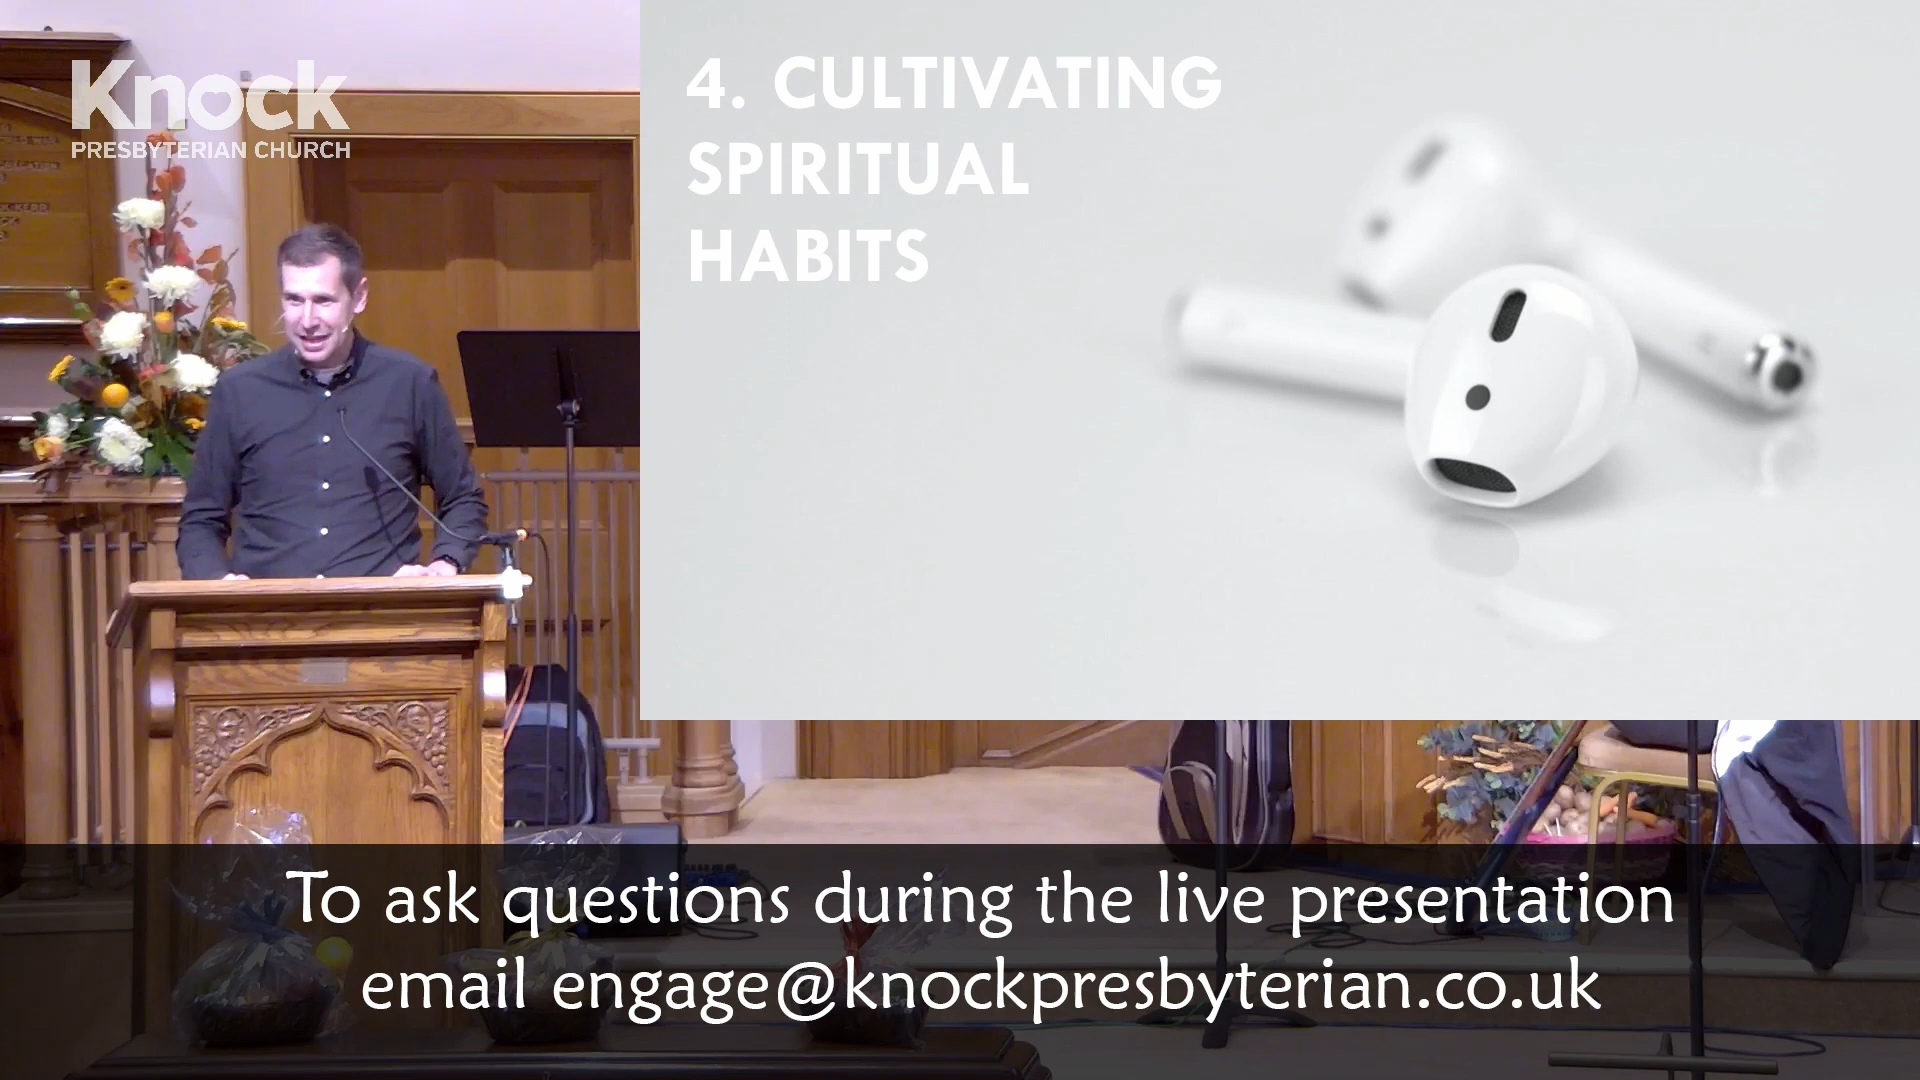 Knock
PRESBYTERIAN CHURCH
4. CULTIVATING
SPIRITUAL
HABITS
To ask questions during the live presentation
email engage@knockpresbyterian.co.uk